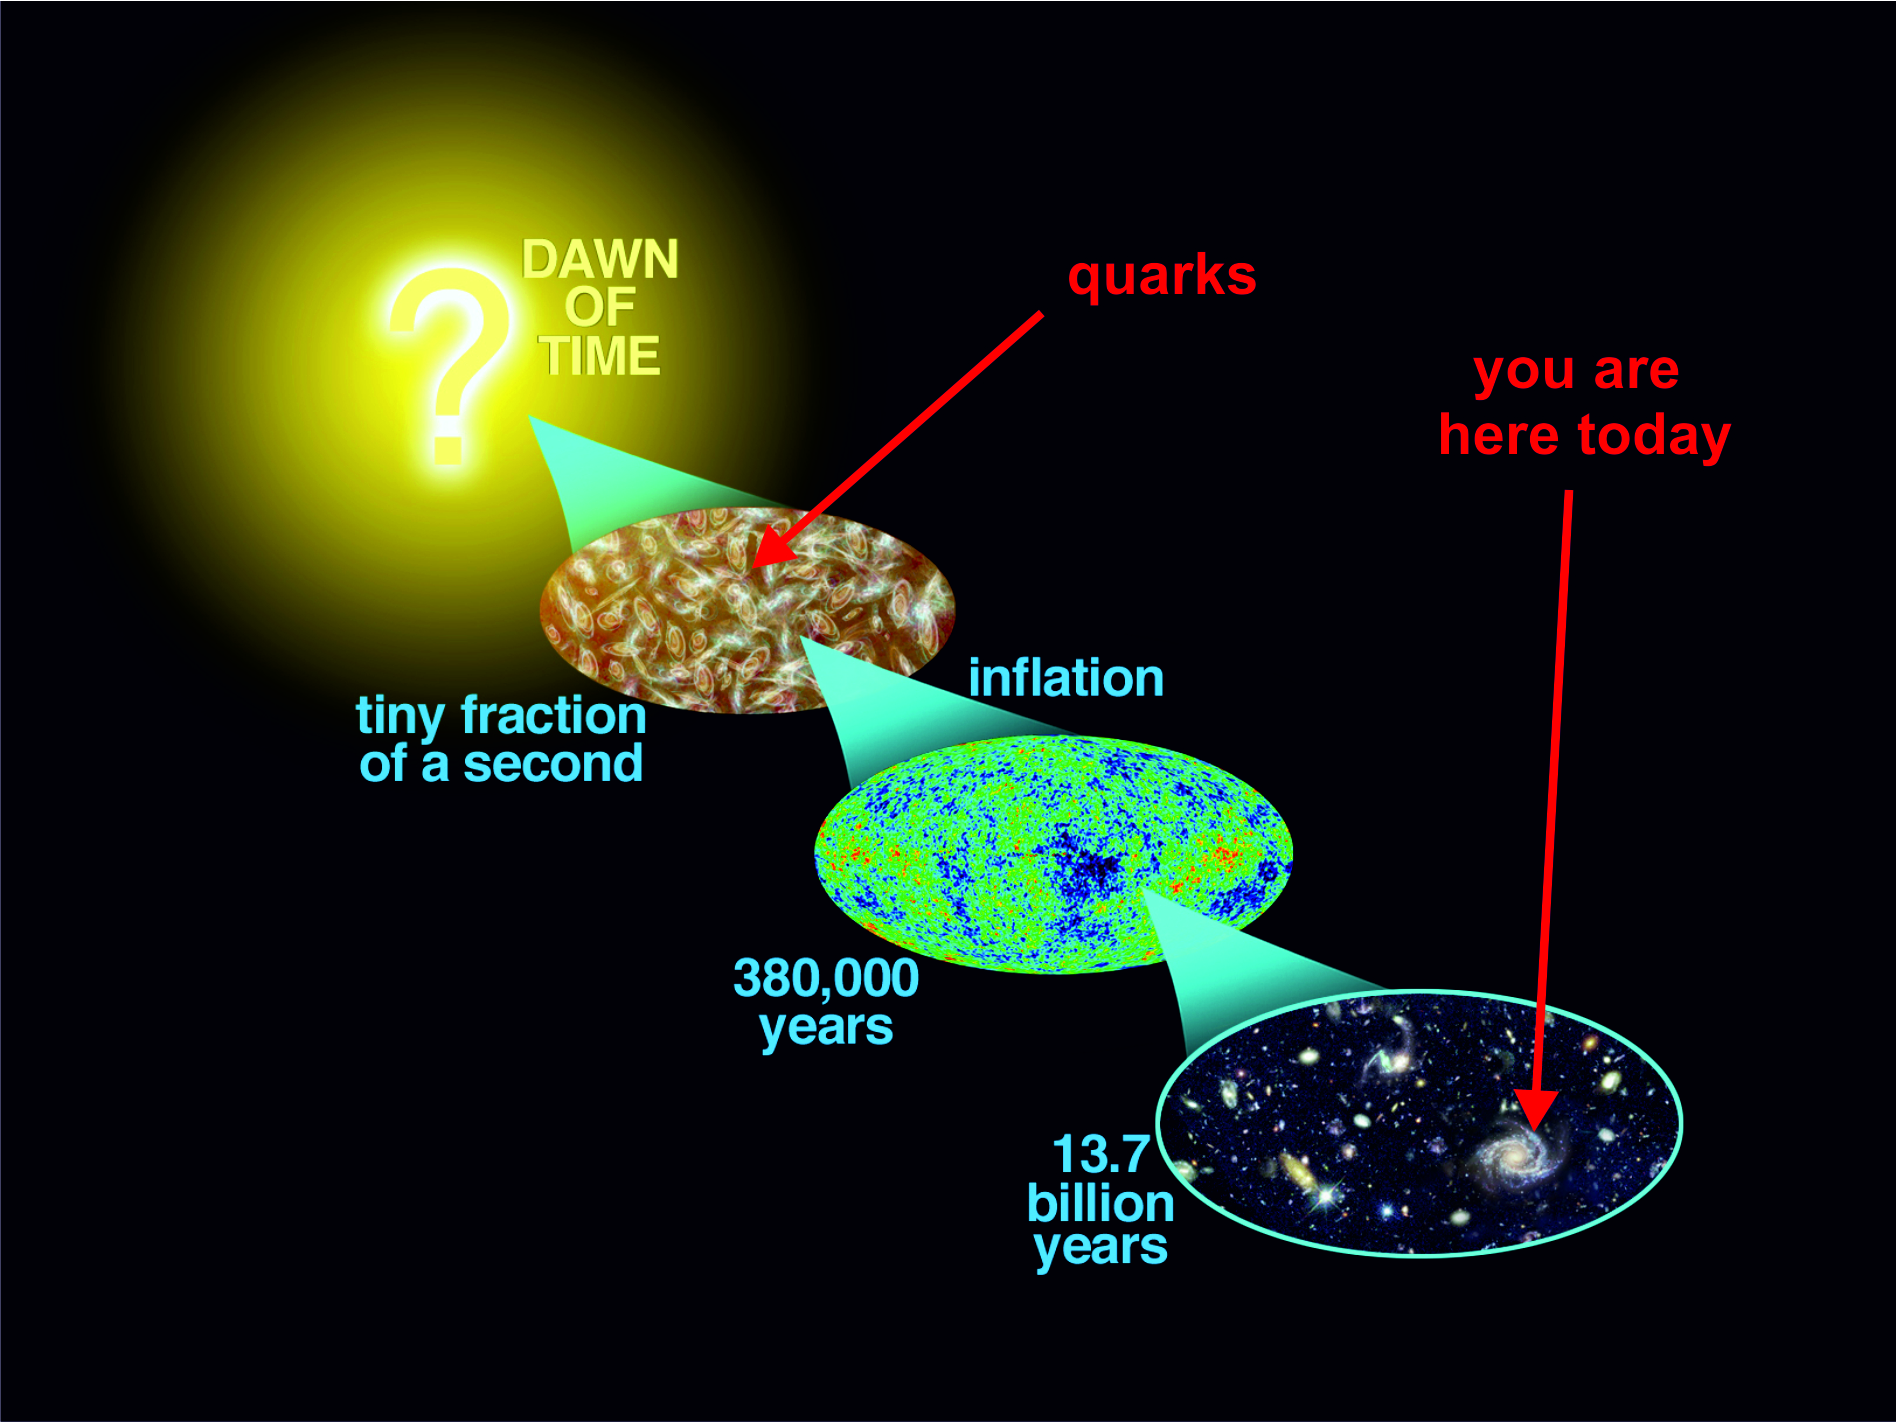 ?
DAWN
OF
TIME
quarks
you are
here today
inflation
tiny fraction
of a second
380,000
years
13.7
billion
years